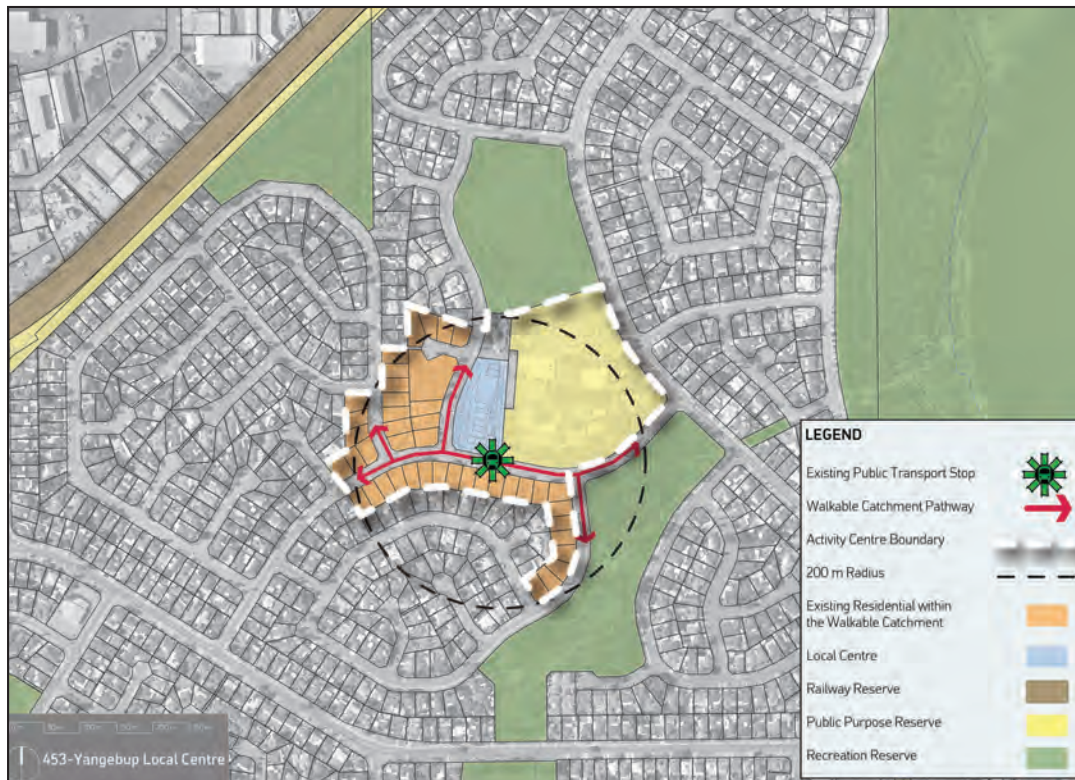 LEGEND
Existing Public Transport Stop
Walkable Catchment Pathway
Activity Centre Boundary
200 m Radius
Existing Residential within
the Walkable Catchment
Local Centre
Railway Reserve
Public Purpose Reserve
Recreation Reserve
453-Yangebup Local Centre